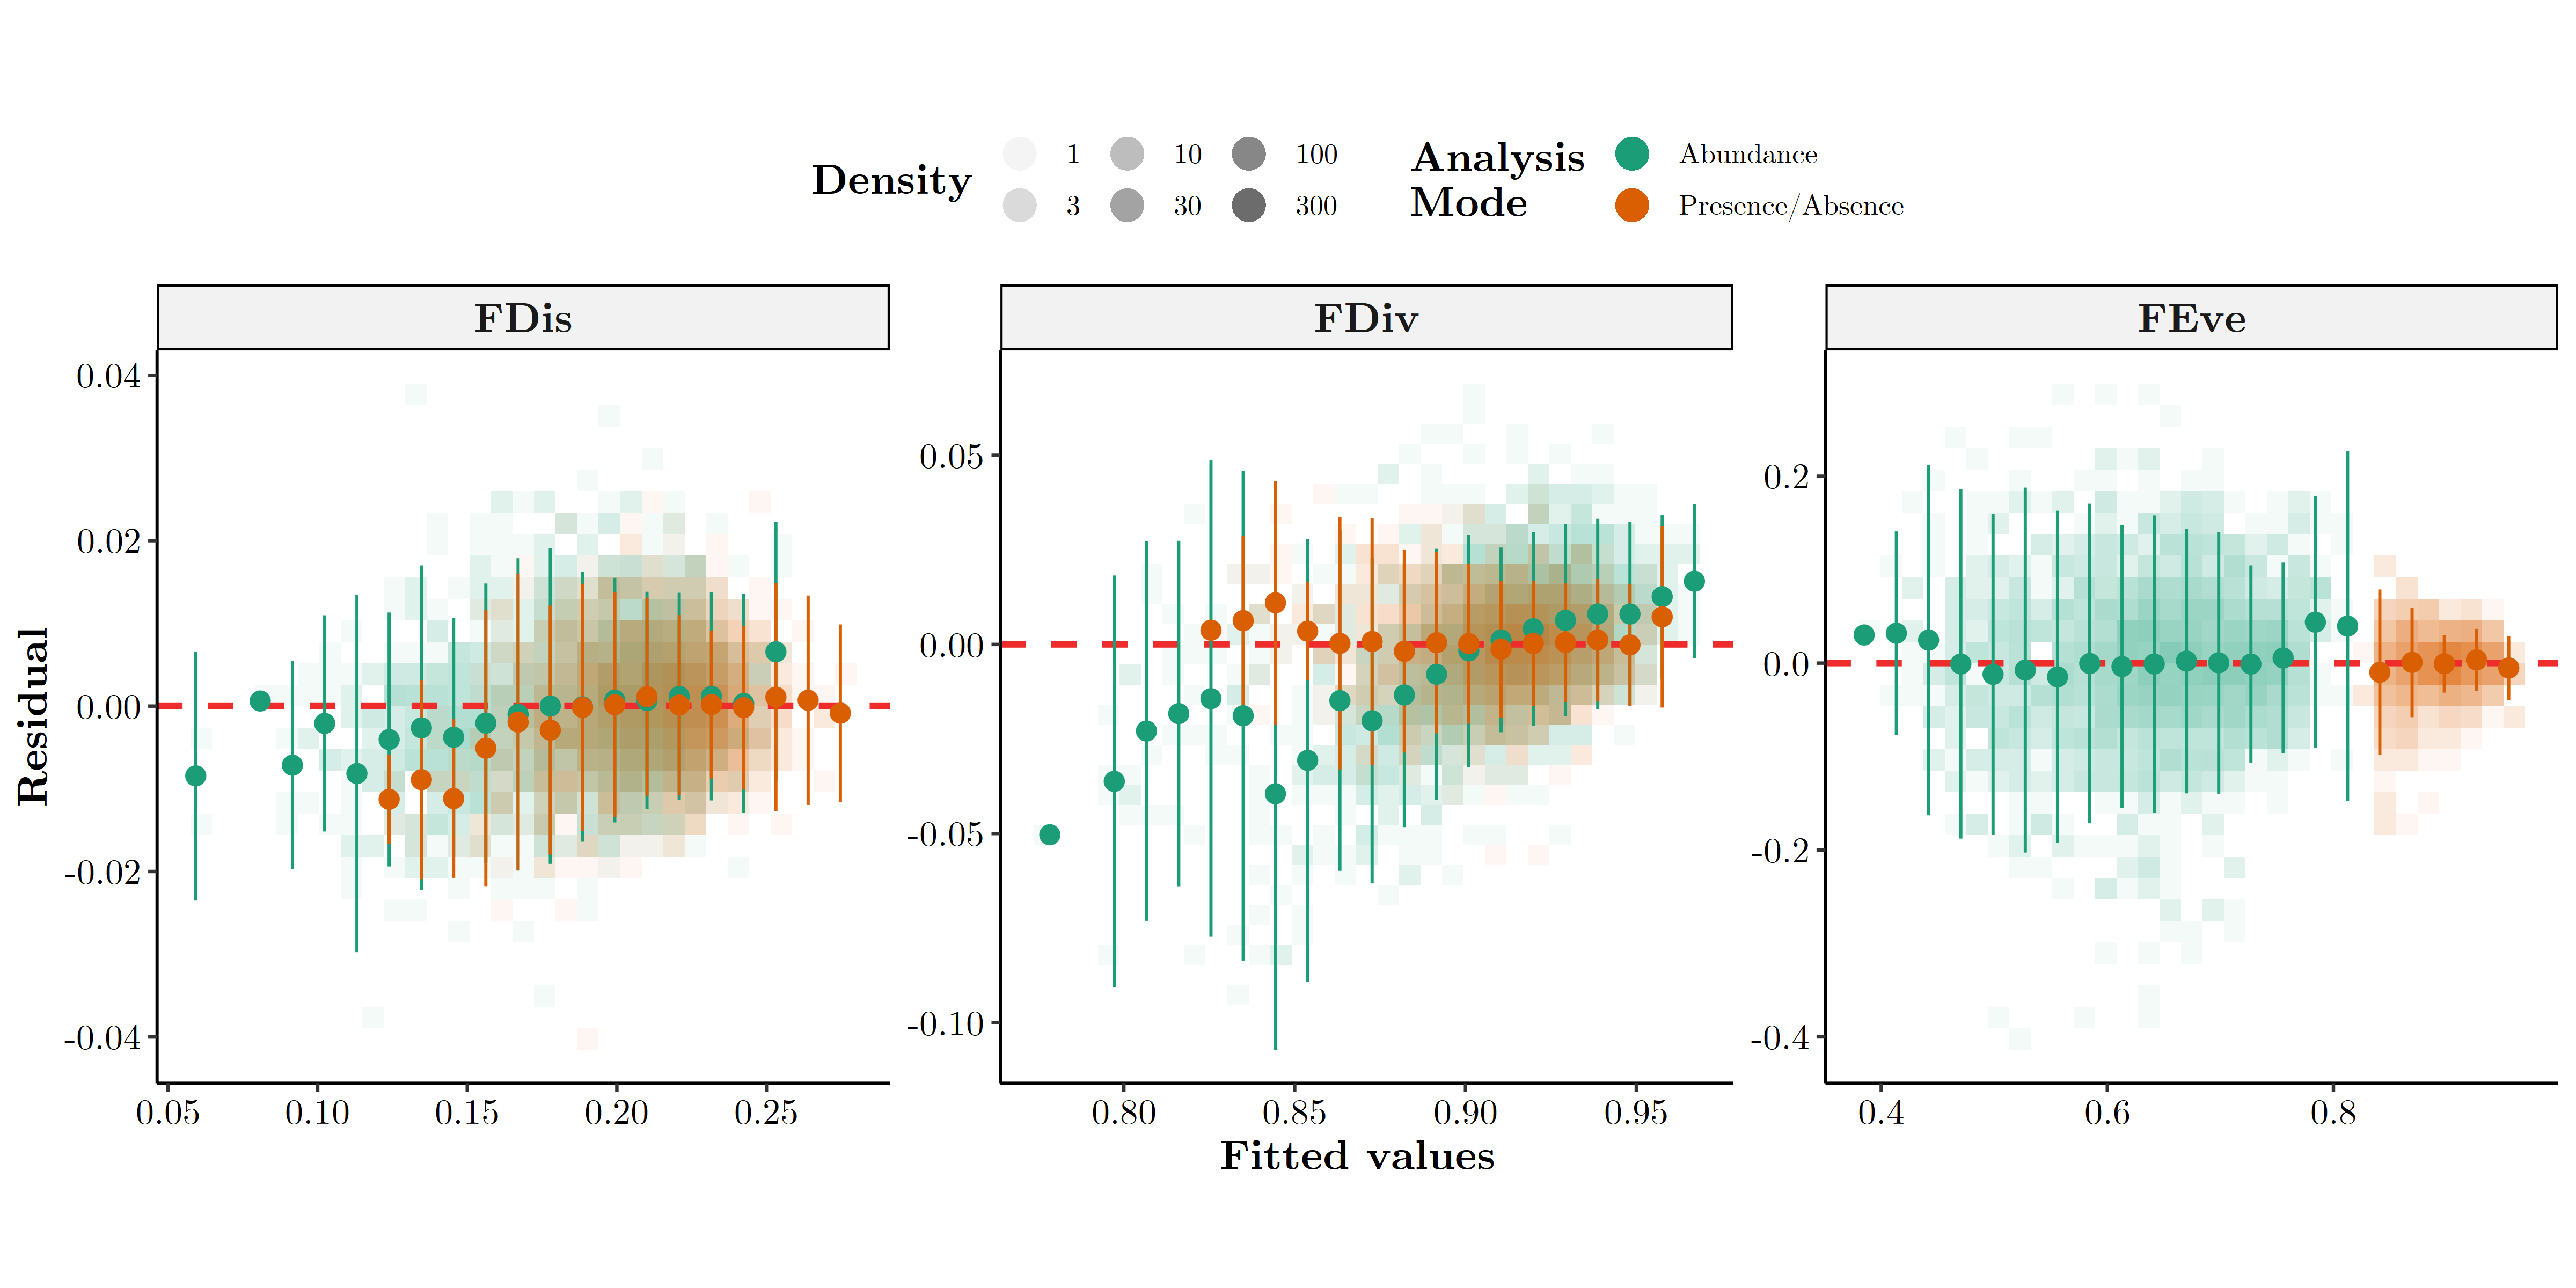 Density
1
10
100
3
30
300
Analysis
Mode
Abundance
Presence/Absence
FDis
FDiv
FEve
Residual
0.04
0.02
0.00
-0.02
-0.04
0.05
0.00
-0.05
-0.10
0.2
0.0
-0.2
-0.4
0.05 0.10 0.15 0.20 0.25
0.80 0.85 0.90 0.95
0.4 0.6 0.8
Fitted values